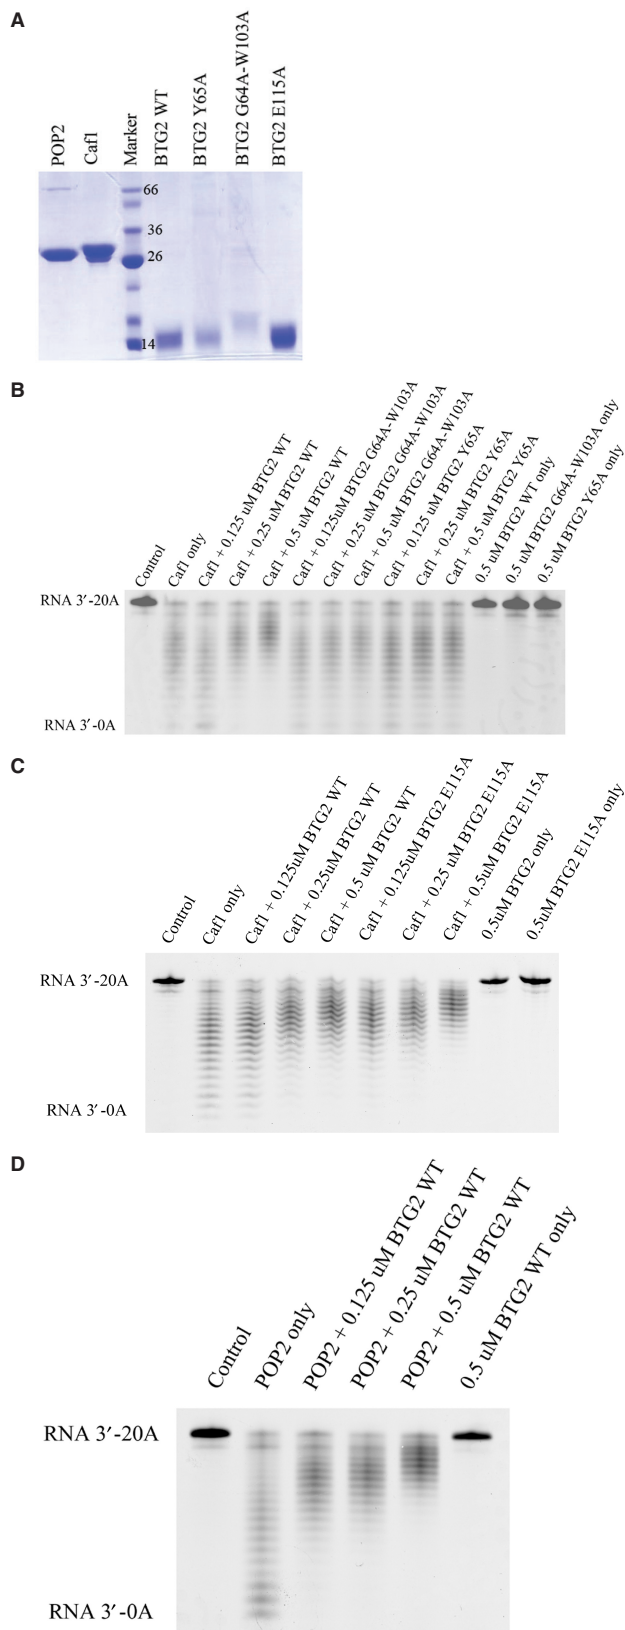 A
POP2
Caf1
Marker
BTG2 WT
BTG2 Y65A
BTG2 G64A-W103A
BTG2 E115A
66
36
26
14
B
Control
Caf1 only
Caf1 + 0.125 uM BTG2 WT
Caf1 + 0.25 uM BTG2 WT
Caf1 + 0.5 uM BTG2 WT
Caf1 + 0.125uM BTG2 G64A-W103A
Caf1 + 0.25 uM BTG2 G64A-W103A
Caf1 + 0.5 uM BTG2 G64A-W103A
Caf1 + 0.125 uM BTG2 Y65A
Caf1 + 0.25 uM BTG2 Y65A
Caf1 + 0.5 uM BTG2 Y65A
0.5 uM BTG2 WT only
0.5 uM BTG2 G64A-W103A only
0.5 uM BTG2 Y65A only
RNA 3′-20A
RNA 3′-0A
C
Control
Caf1 only
Caf1 + 0.125uM BTG2 WT
Caf1 + 0.25uM BTG2 WT
Caf1 + 0.5 uM BTG2 WT
Caf1 + 0.125uM BTG2 E115A
Caf1 + 0.25 uM BTG2 E115A
Caf1 + 0.5uM BTG2 E115A
0.5uM BTG2 only
0.5uM BTG2 E115A only
RNA 3′-20A
RNA 3′-0A
D
Control
POP2 only
POP2 + 0.125 uM BTG2 WT
POP2 + 0.25 uM BTG2 WT
POP2 + 0.5 uM BTG2 WT
0.5 uM BTG2 WT only
RNA 3′-20A
RNA 3′-0A